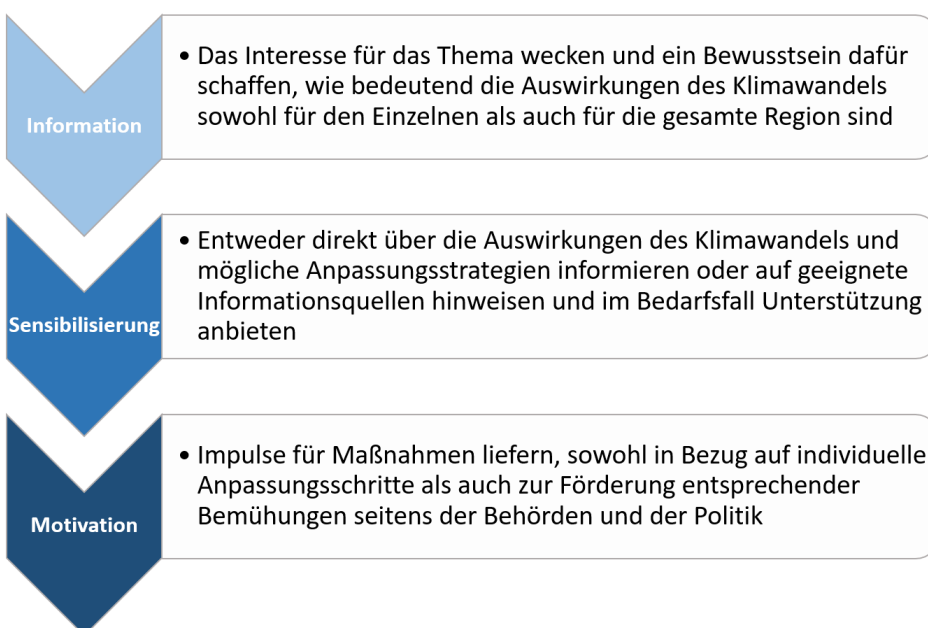 Information
• Das Interesse für das Thema wecken und ein Bewusstsein dafür
schaffen, wie bedeutend die Auswirkungen des Klimawandels
sowohl für den Einzelnen als auch für die gesamte Region sind
Sensibilisierung
• Entweder direkt über die Auswirkungen des Klimawandels und
mögliche Anpassungsstrategien informieren oder auf geeignete
Informationsquellen hinweisen und im Bedarfsfall Unterstützung
anbieten
Motivation
• Impulse für Maßnahmen liefern, sowohl in Bezug auf individuelle
Anpassungsschritte als auch zur Förderung entsprechender
Bemühungen seitens der Behörden und der Politik